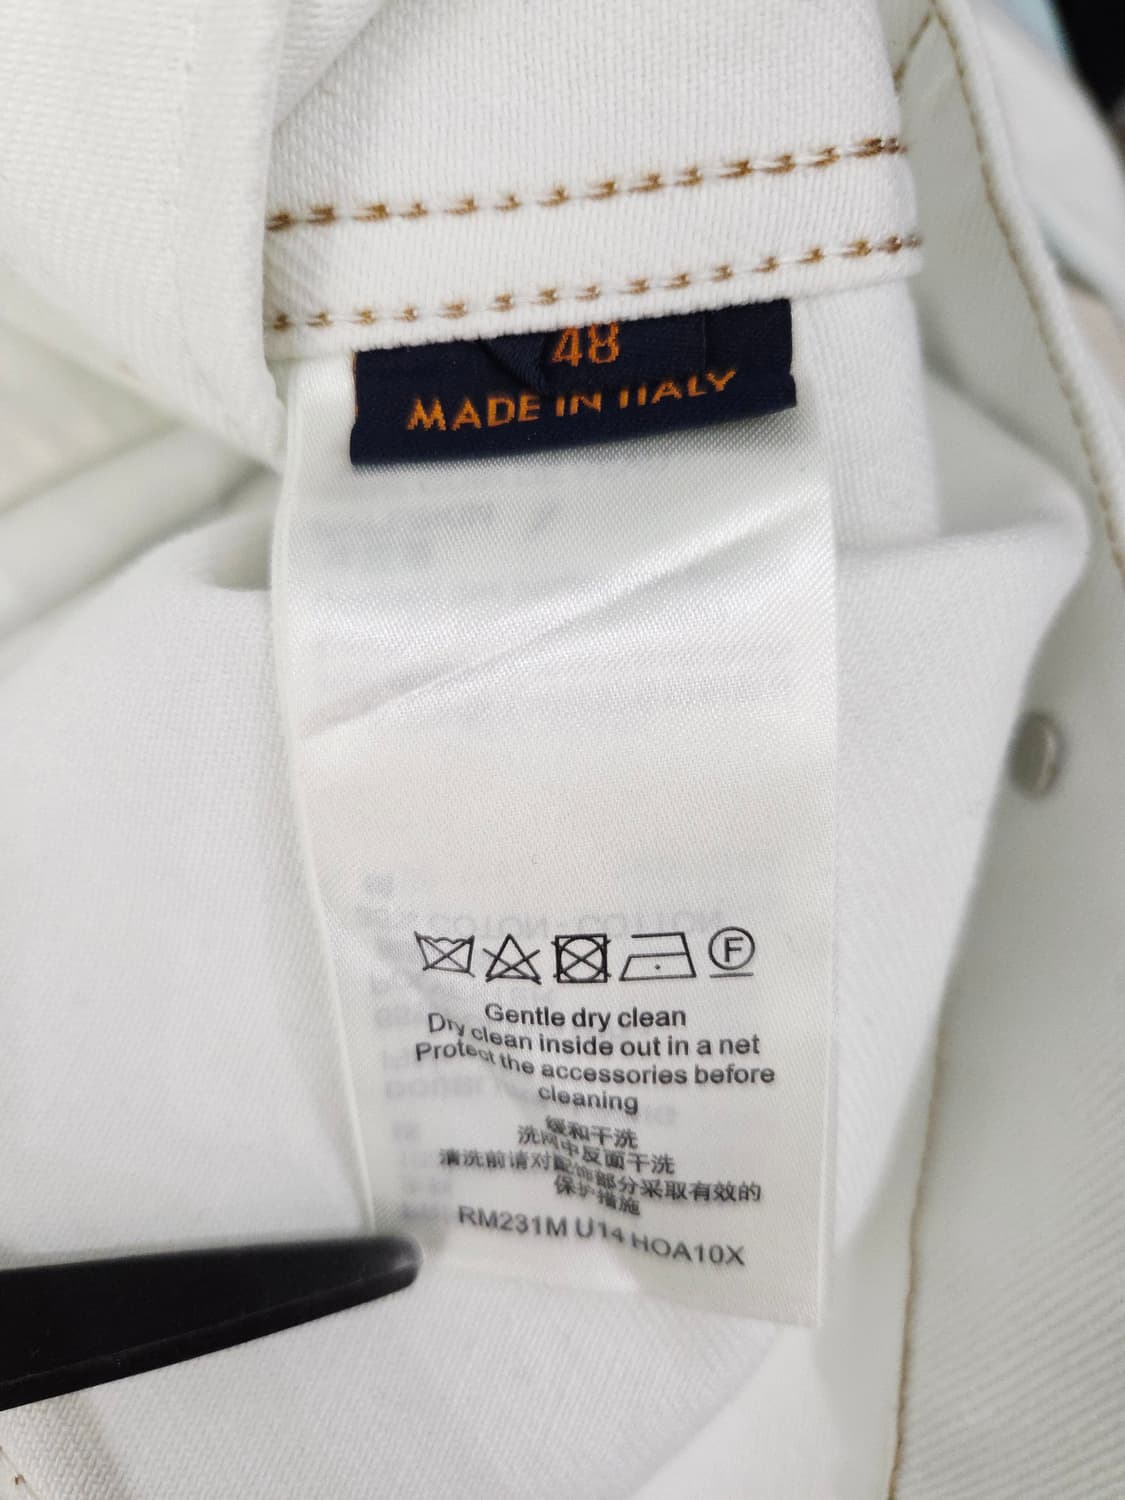 48
MADE IN ITALY
COTON - COTTON
F
Gentle dry clean
Dry clean inside out in a net
Protect the accessories before
cleaning
缓和干洗
洗网中反面干洗
清洗前请对配饰部分采取有效的
保护措施
RM231M U14 HOA10X